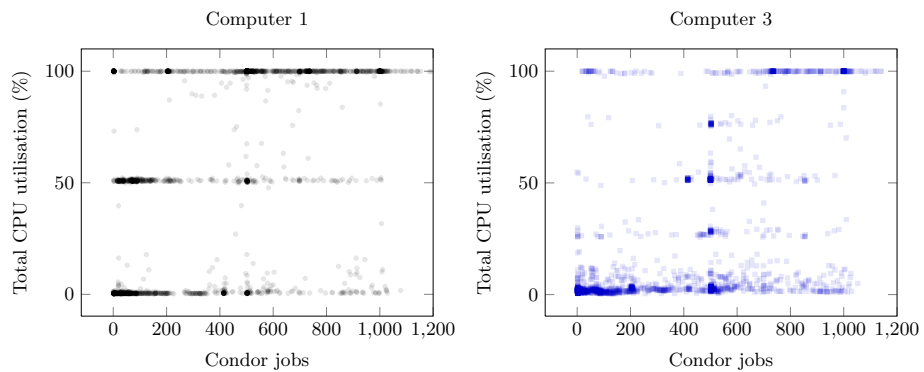 Computer 1
Total CPU utilisation (%)
100
50
0
0 200 400 600 800 1,000 1,200
Condor jobs
Computer 3
Total CPU utilisation (%)
100
50
0
0 200 400 600 800 1,000 1,200
Condor jobs